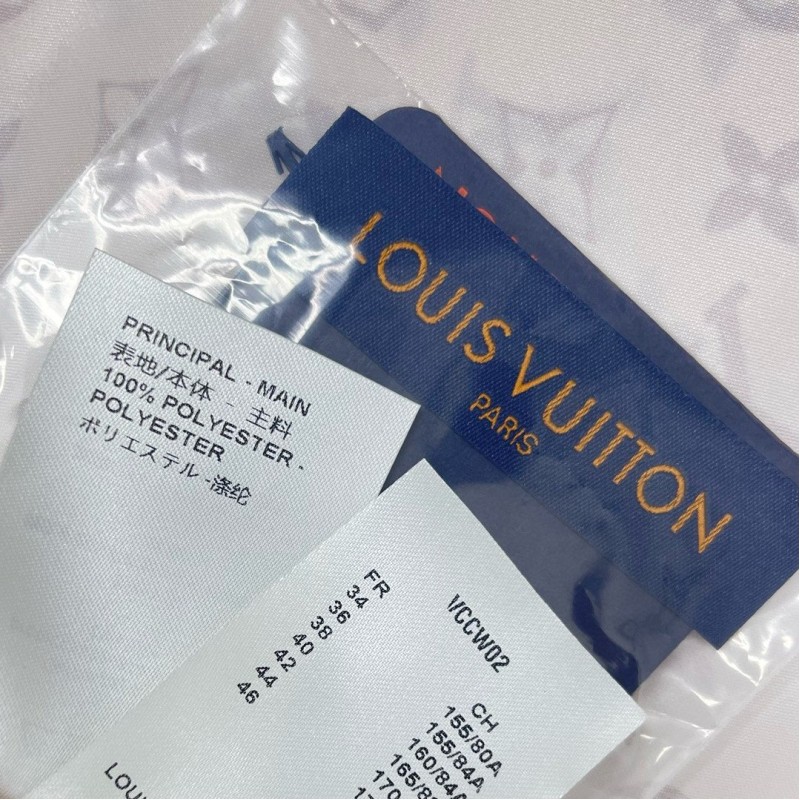 LOUIS VUITTON
PARIS
PRINCIPAL - MAIN
表地/本体 - 主料
100% POLYESTER -
POLYESTER
ポリエステル -涤纶
VCCW02
FR
34
36
38
40
42
44
46
CH
155/80A
155/84A
160/84A